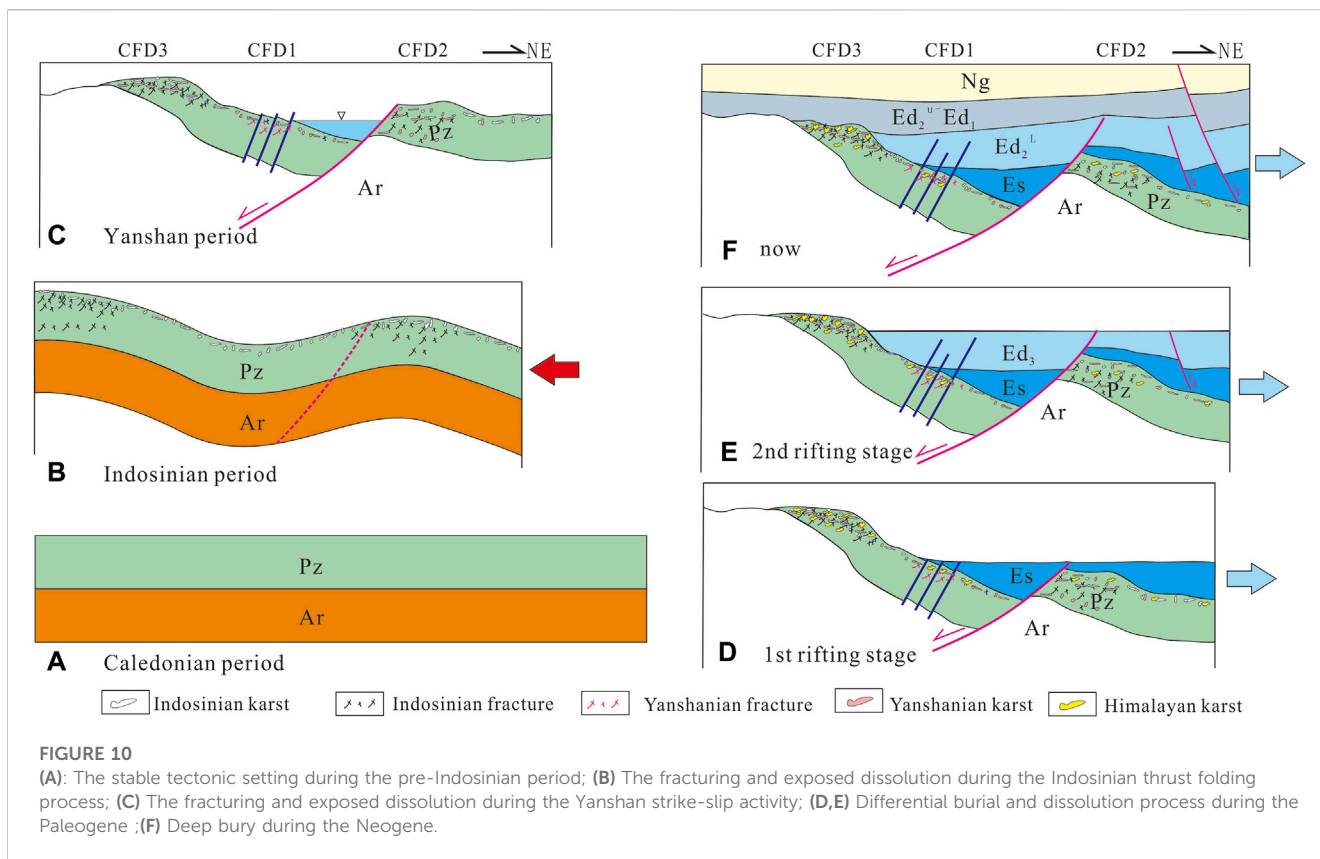 CFD3 CFD1 CFD2 NE
Pz
Ar
C Yanshan period
Pz
Ar
B Indosinian period
Pz
Ar
A Caledonian period
CFD3 CFD1 CFD2 NE
Ng
Ed₂ᵘ⁻Ed₁
Ed₂ᴸ
Es
Ar
Pz
F now
Ed₃
Es
Ar
Pz
E 2nd rifting stage
Es
Pz
Ar
D 1st rifting stage
Indosinian karst Indosinian fracture Yanshanian fracture Yanshanian karst Himalayan karst
FIGURE 10
(A): The stable tectonic setting during the pre-Indosinian period; (B) The fracturing and exposed dissolution during the Indosinian thrust folding
process; (C) The fracturing and exposed dissolution during the Yanshan strike-slip activity; (D,E) Differential burial and dissolution process during the
Paleogene ;(F) Deep bury during the Neogene.